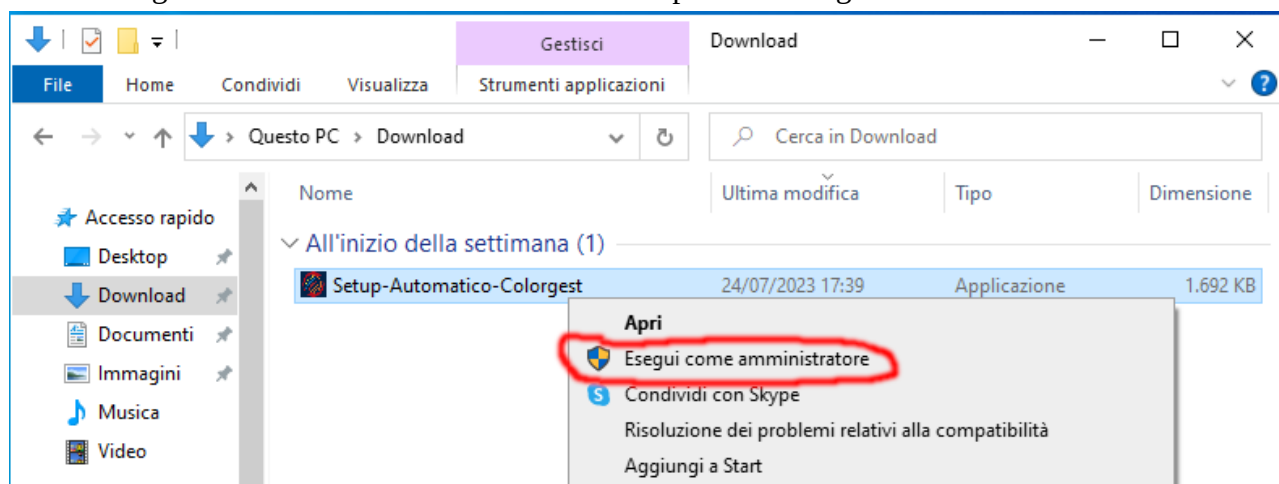 Gestisci
Download
File
Home
Condividi
Visualizza
Strumenti applicazioni
Questo PC
Download
Cerca in Download
Nome
Ultima modifica
Tipo
Dimensione
Accesso rapido
Desktop
Download
Documenti
Immagini
Musica
Video
All'inizio della settimana (1)
Setup-Automatico-Colorgest
24/07/2023 17:39
Applicazione
1.692 KB
Apri
Esegui come amministratore
Condividi con Skype
Risoluzione dei problemi relativi alla compatibilità
Aggiungi a Start